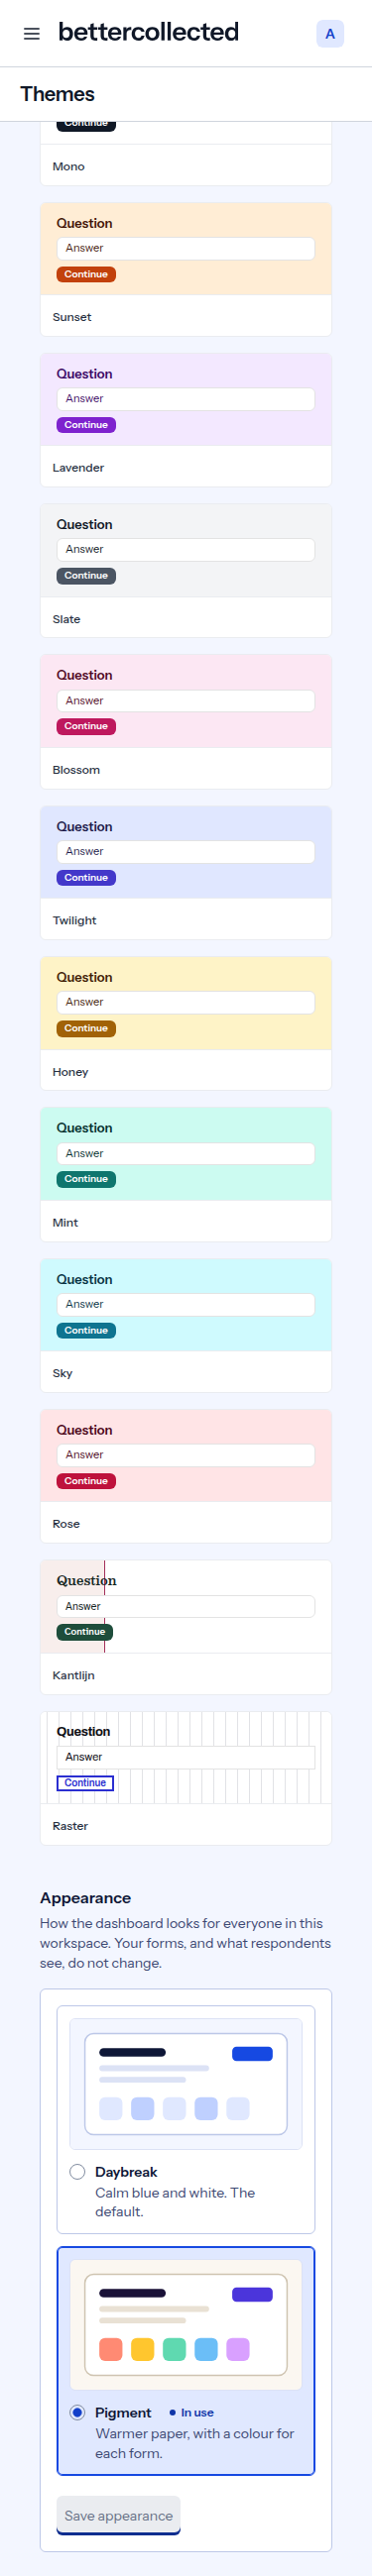 bettercollected
A
Themes
Continue
Mono
Question
Answer
Continue
Sunset
Question
Answer
Continue
Lavender
Question
Answer
Continue
Slate
Question
Answer
Continue
Blossom
Question
Answer
Continue
Twilight
Question
Answer
Continue
Honey
Question
Answer
Continue
Mint
Question
Answer
Continue
Sky
Question
Answer
Continue
Rose
Question
Answer
Continue
Kantlijn
Question
Answer
Continue
Raster
Appearance
How the dashboard looks for everyone in this
workspace. Your forms, and what respondents
see, do not change.
Daybreak
Calm blue and white. The
default.
Pigment • In use
Warmer paper, with a colour for
each form.
Save appearance